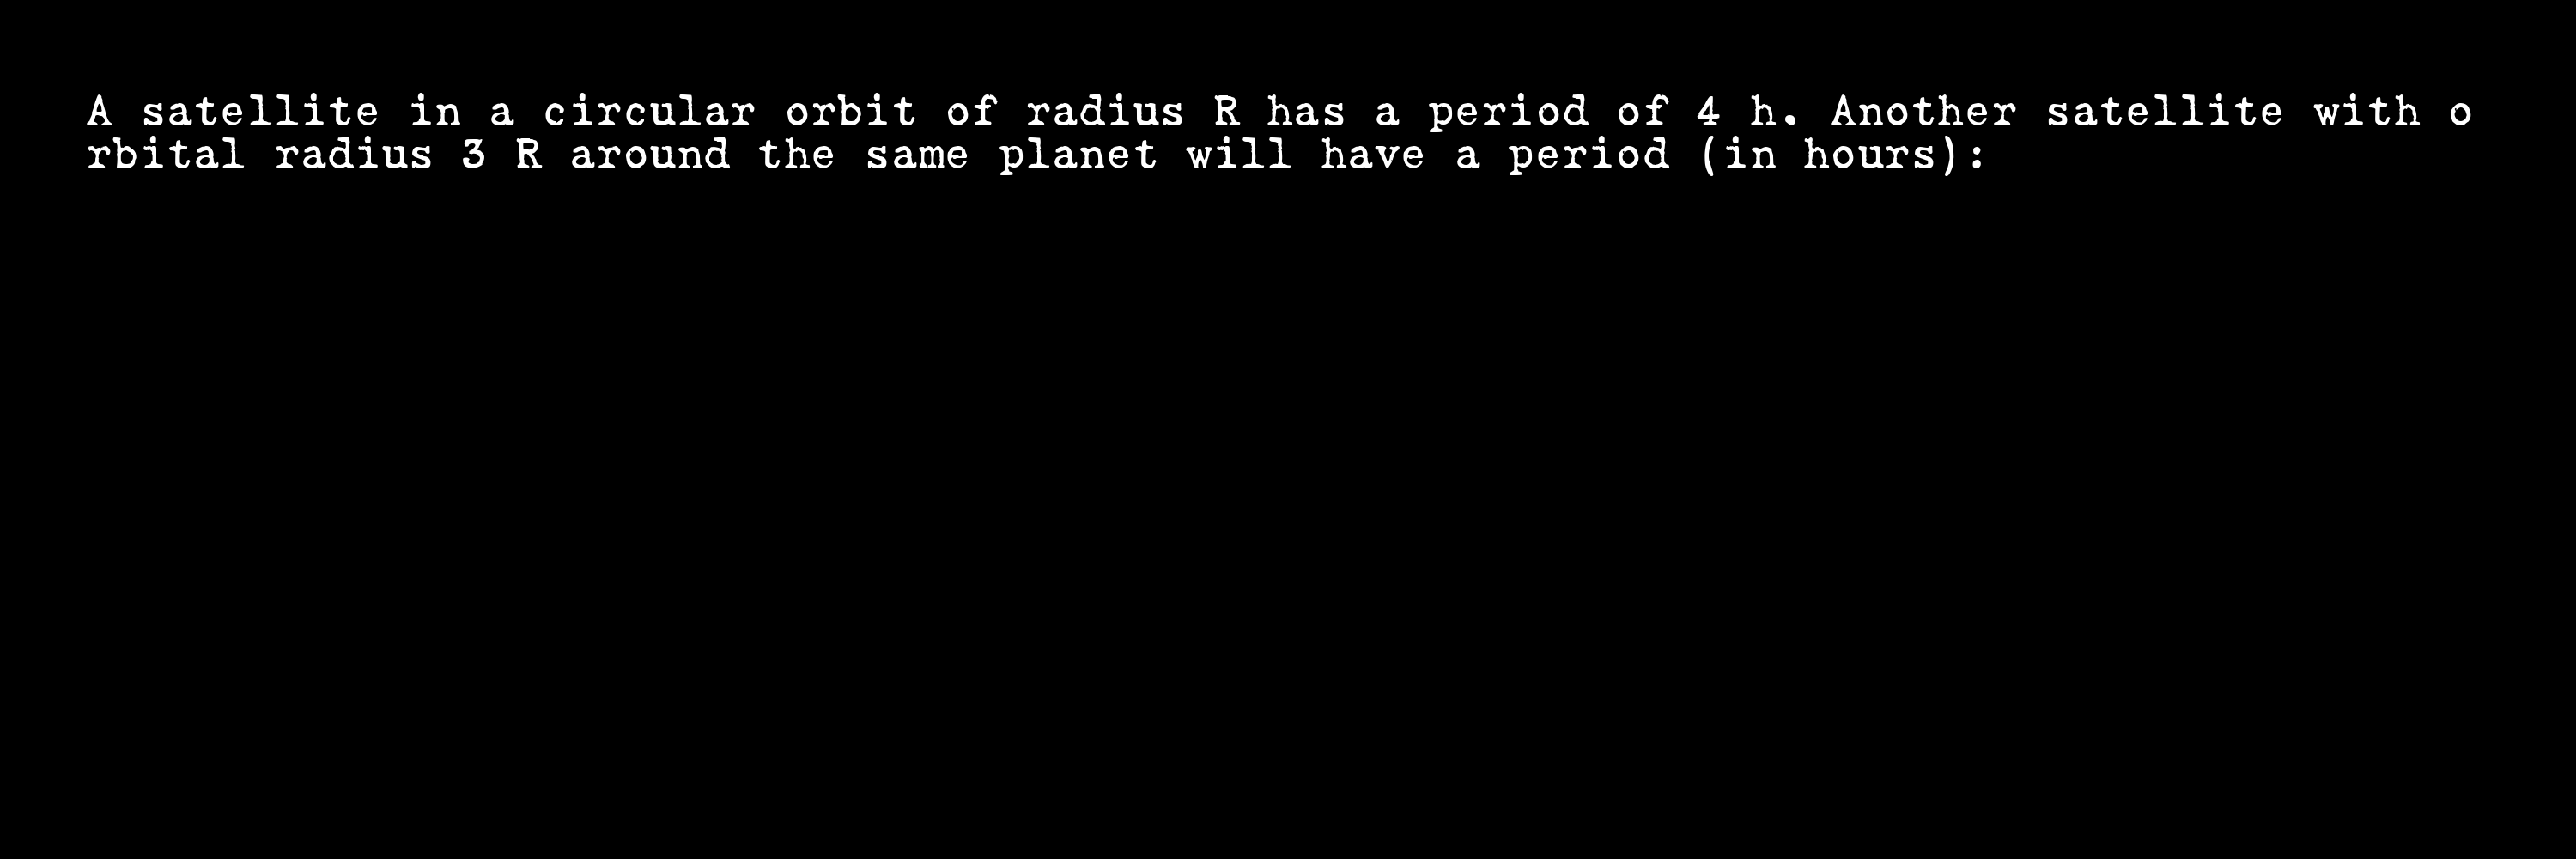 A satellite in a circular orbit of radius R has a period of 4 h. Another satellite with o
rbital radius 3 R around the same planet will have a period (in hours):